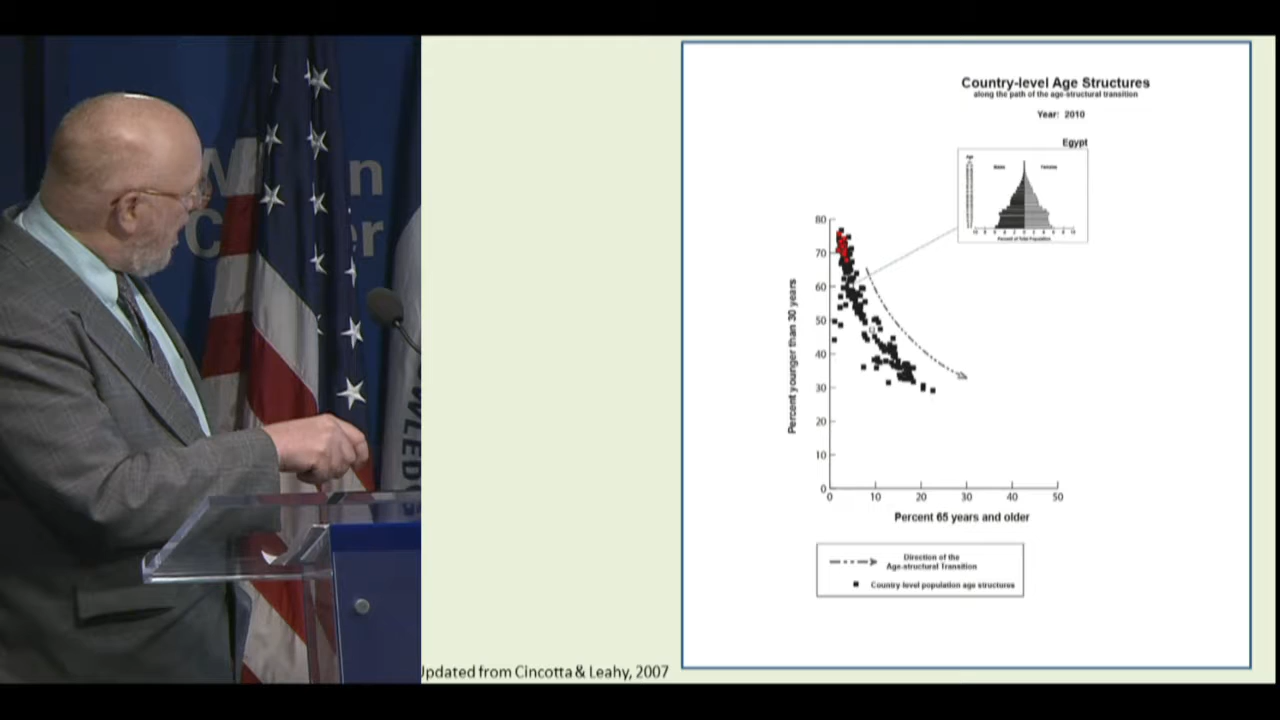 W n
C er
WLED
Country-level Age Structures
along the path of the age-structural transition
Year: 2010
Egypt
Age
Males
Females
Percent of Total Population
80
70
60
50
40
30
20
10
0
Percent younger than 30 years
0 10 20 30 40 50
Percent 65 years and older
Direction of the
Age-structural Transition
Country level population age structures
Updated from Cincotta & Leahy, 2007